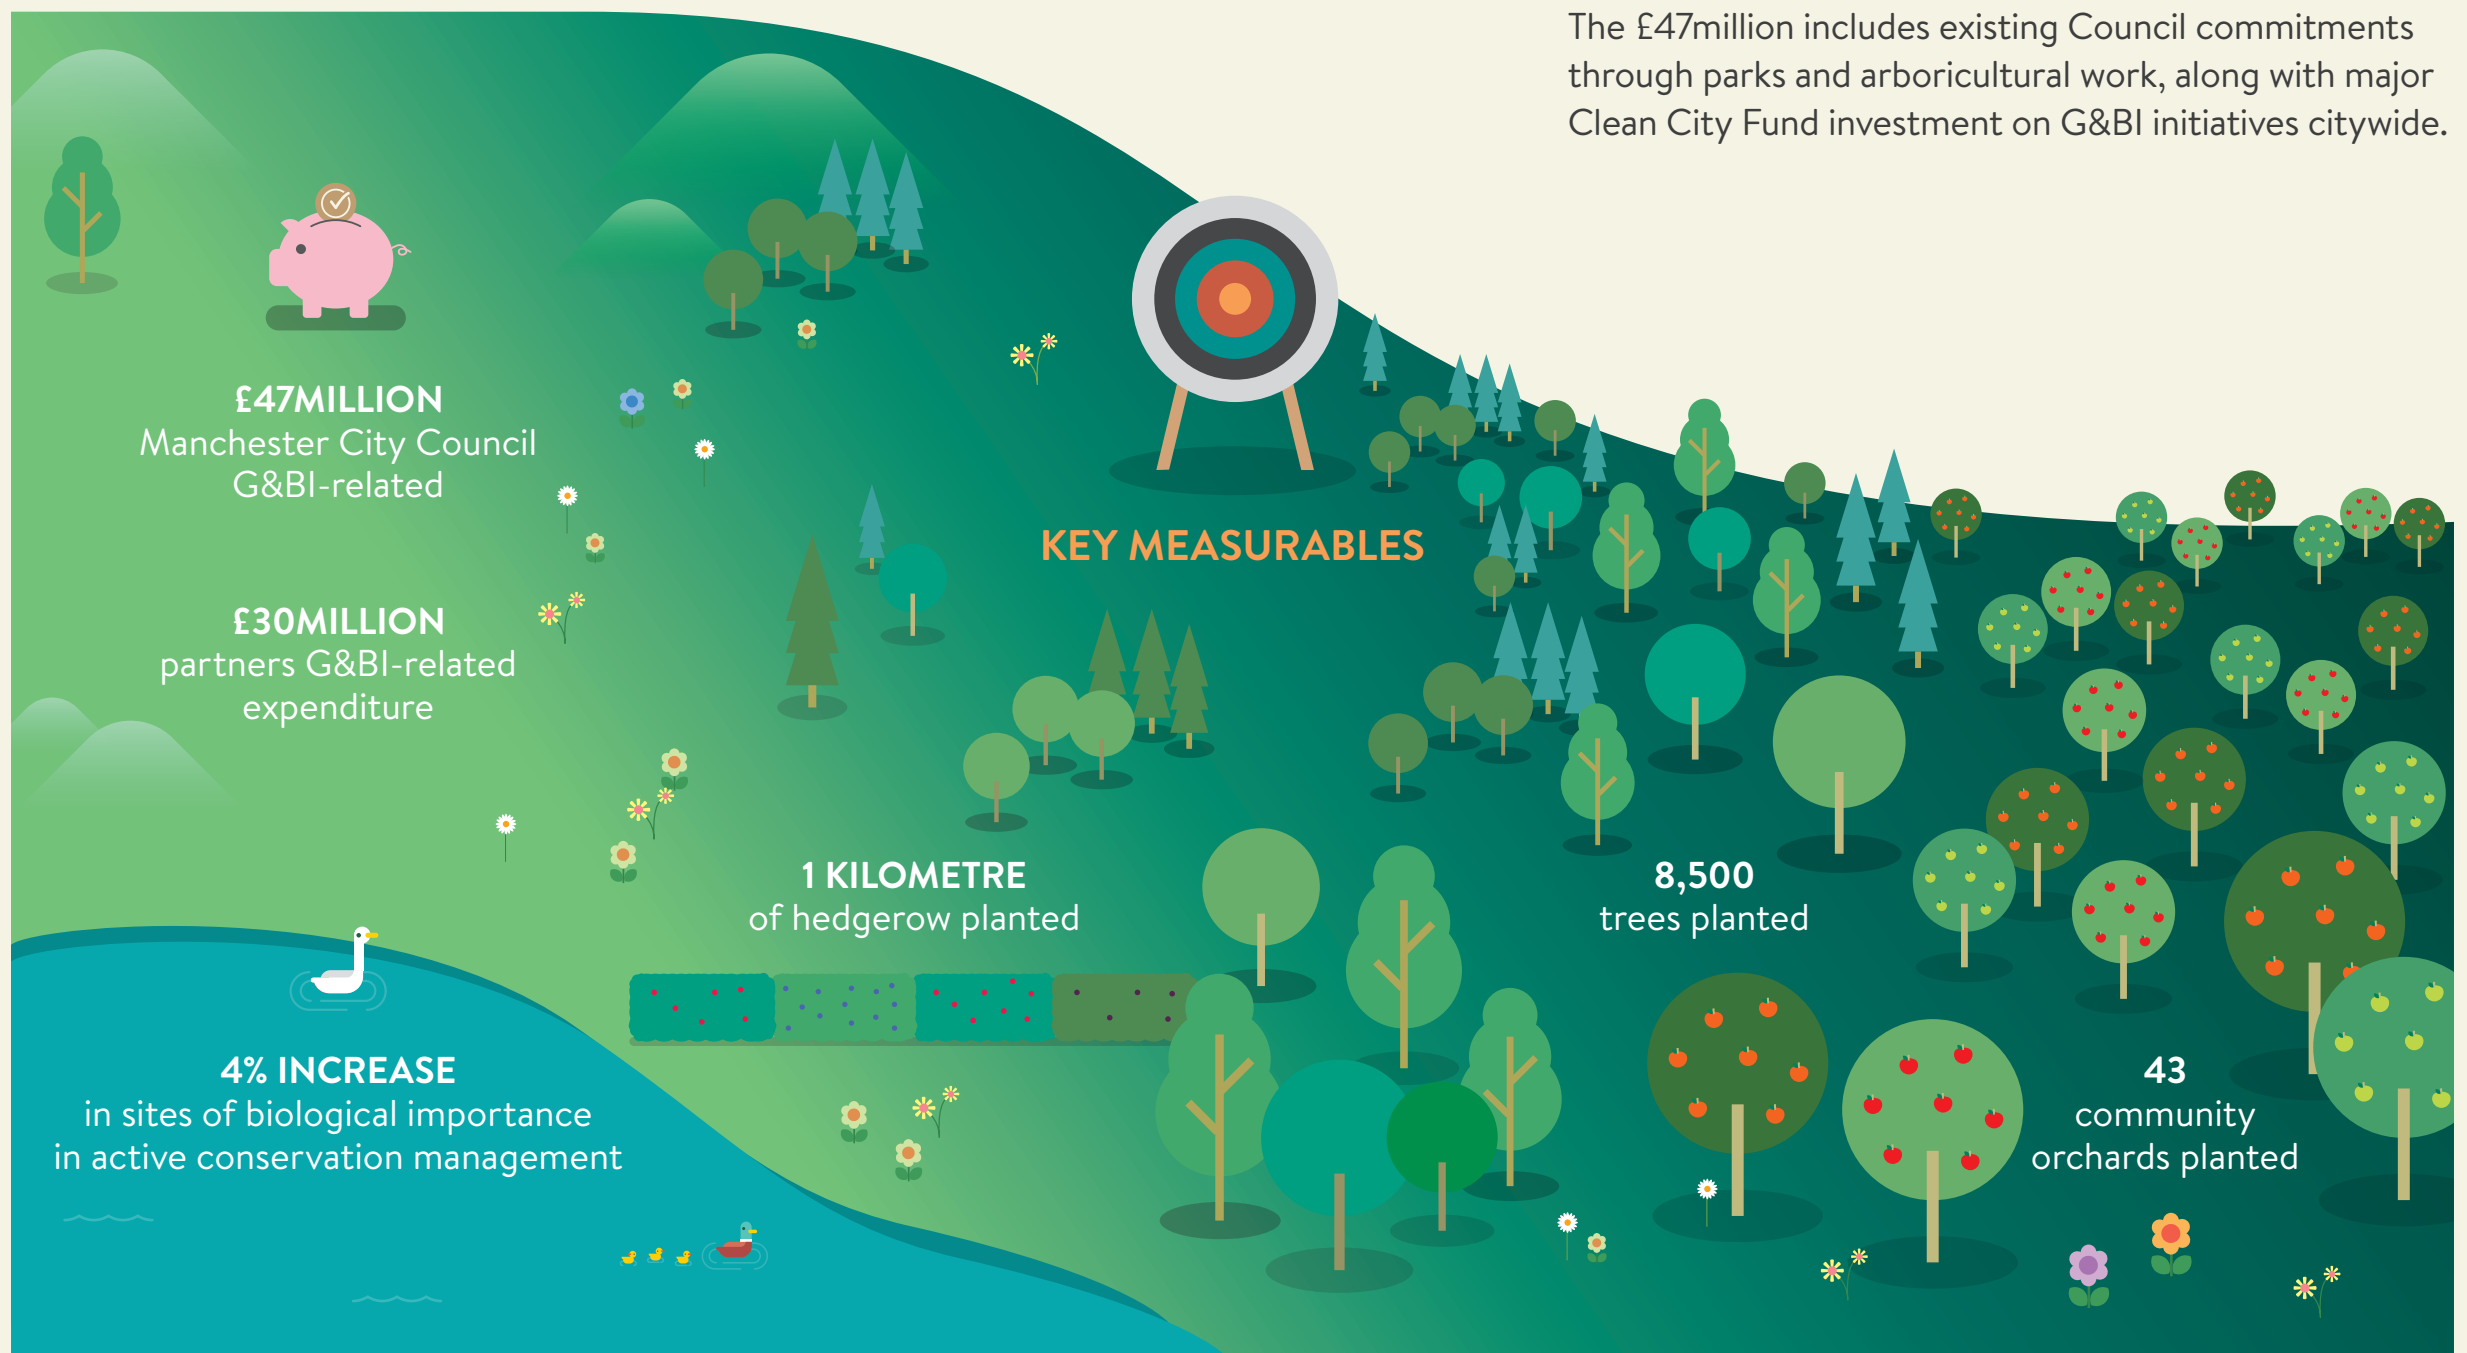 The £47million includes existing Council commitments
through parks and arboricultural work, along with major
Clean City Fund investment on G&BI initiatives citywide.
£47MILLION
Manchester City Council
G&BI-related
KEY MEASURABLES
£30MILLION
partners G&BI-related
expenditure
1 KILOMETRE
of hedgerow planted
8,500
trees planted
4% INCREASE
in sites of biological importance
in active conservation management
43
community
orchards planted